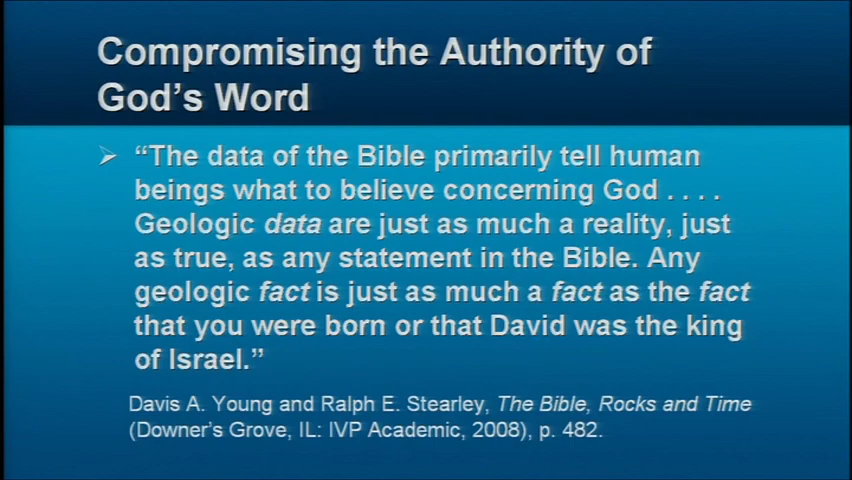 Compromising the Authority of
God's Word
➢ “The data of the Bible primarily tell human
beings what to believe concerning God . . . .
Geologic data are just as much a reality, just
as true, as any statement in the Bible. Any
geologic fact is just as much a fact as the fact
that you were born or that David was the king
of Israel.”
Davis A. Young and Ralph E. Stearley, The Bible, Rocks and Time
(Downer's Grove, IL: IVP Academic, 2008), p. 482.